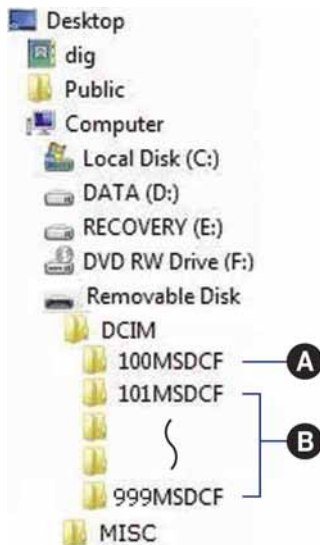 Desktop
dig
Public
Computer
Local Disk (C:)
DATA (D:)
RECOVERY (E:)
DVD RW Drive (F:)
Removable Disk
DCIM
100MSDCF
A
101MSDCF
B
999MSDCF
MISC